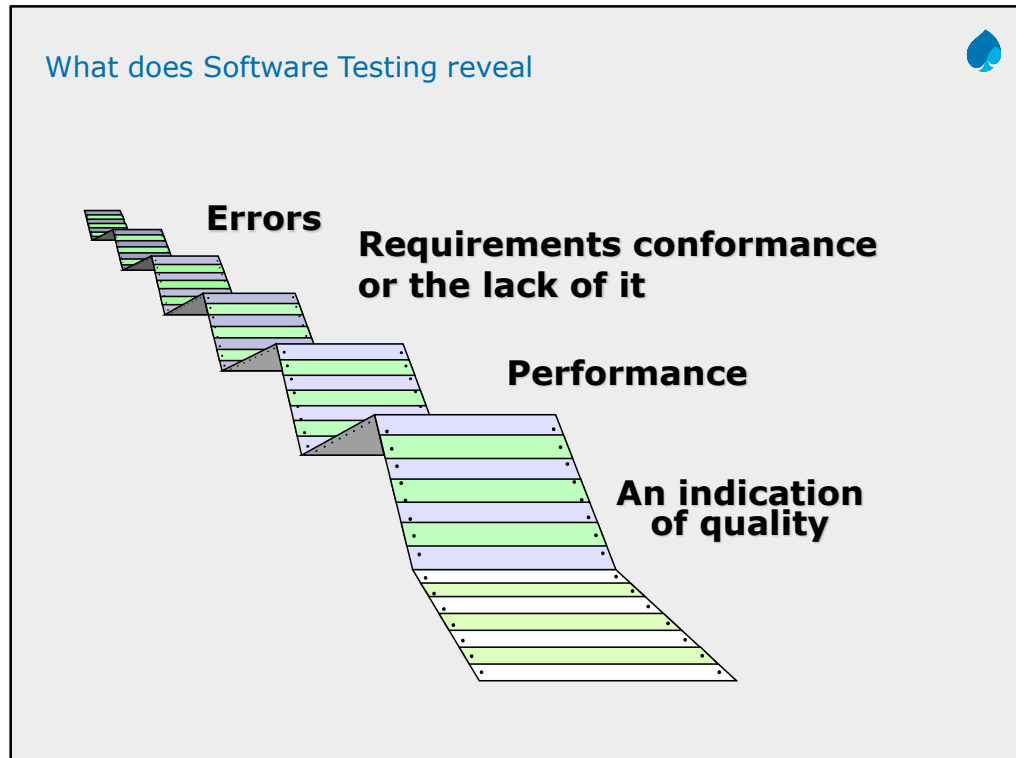 What does Software Testing reveal
Errors
Requirements conformance
or the lack of it
Performance
An indication
of quality